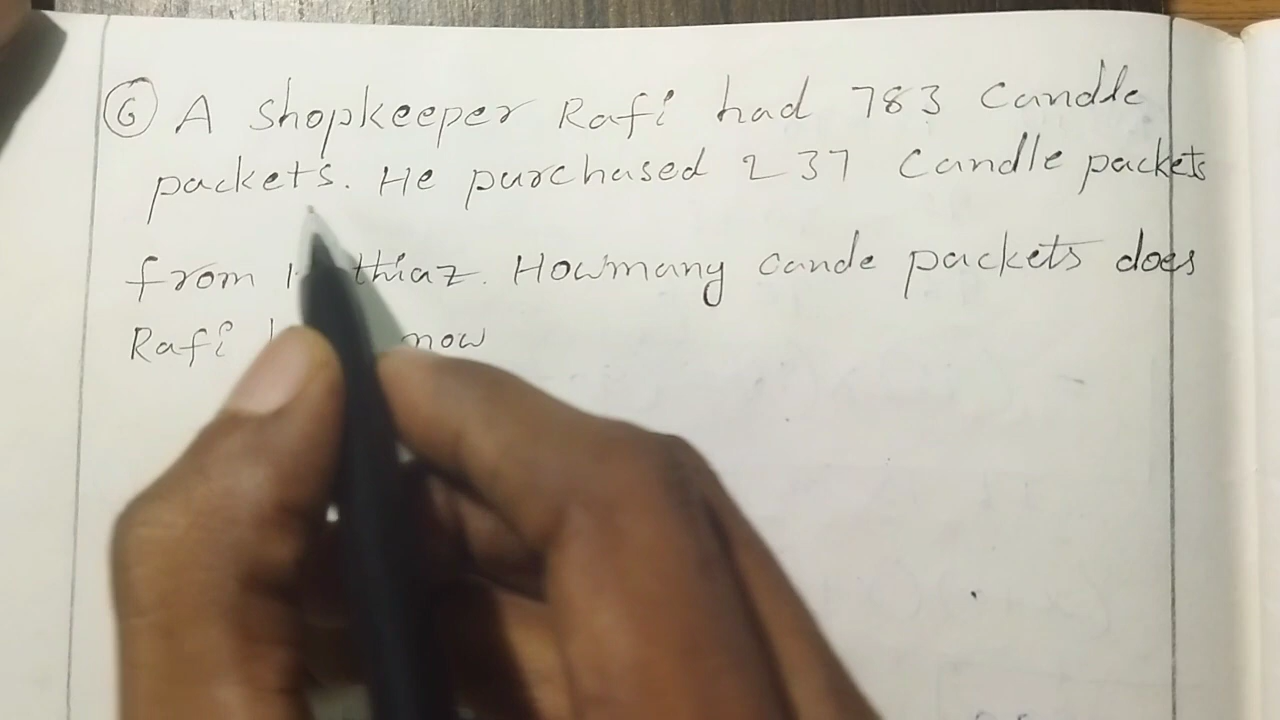 6 A shopkeeper Rafi had 783 Candle
packets. He purchased 237 Candle packets
from thiaz. Howmany cande packets does
Rafi now